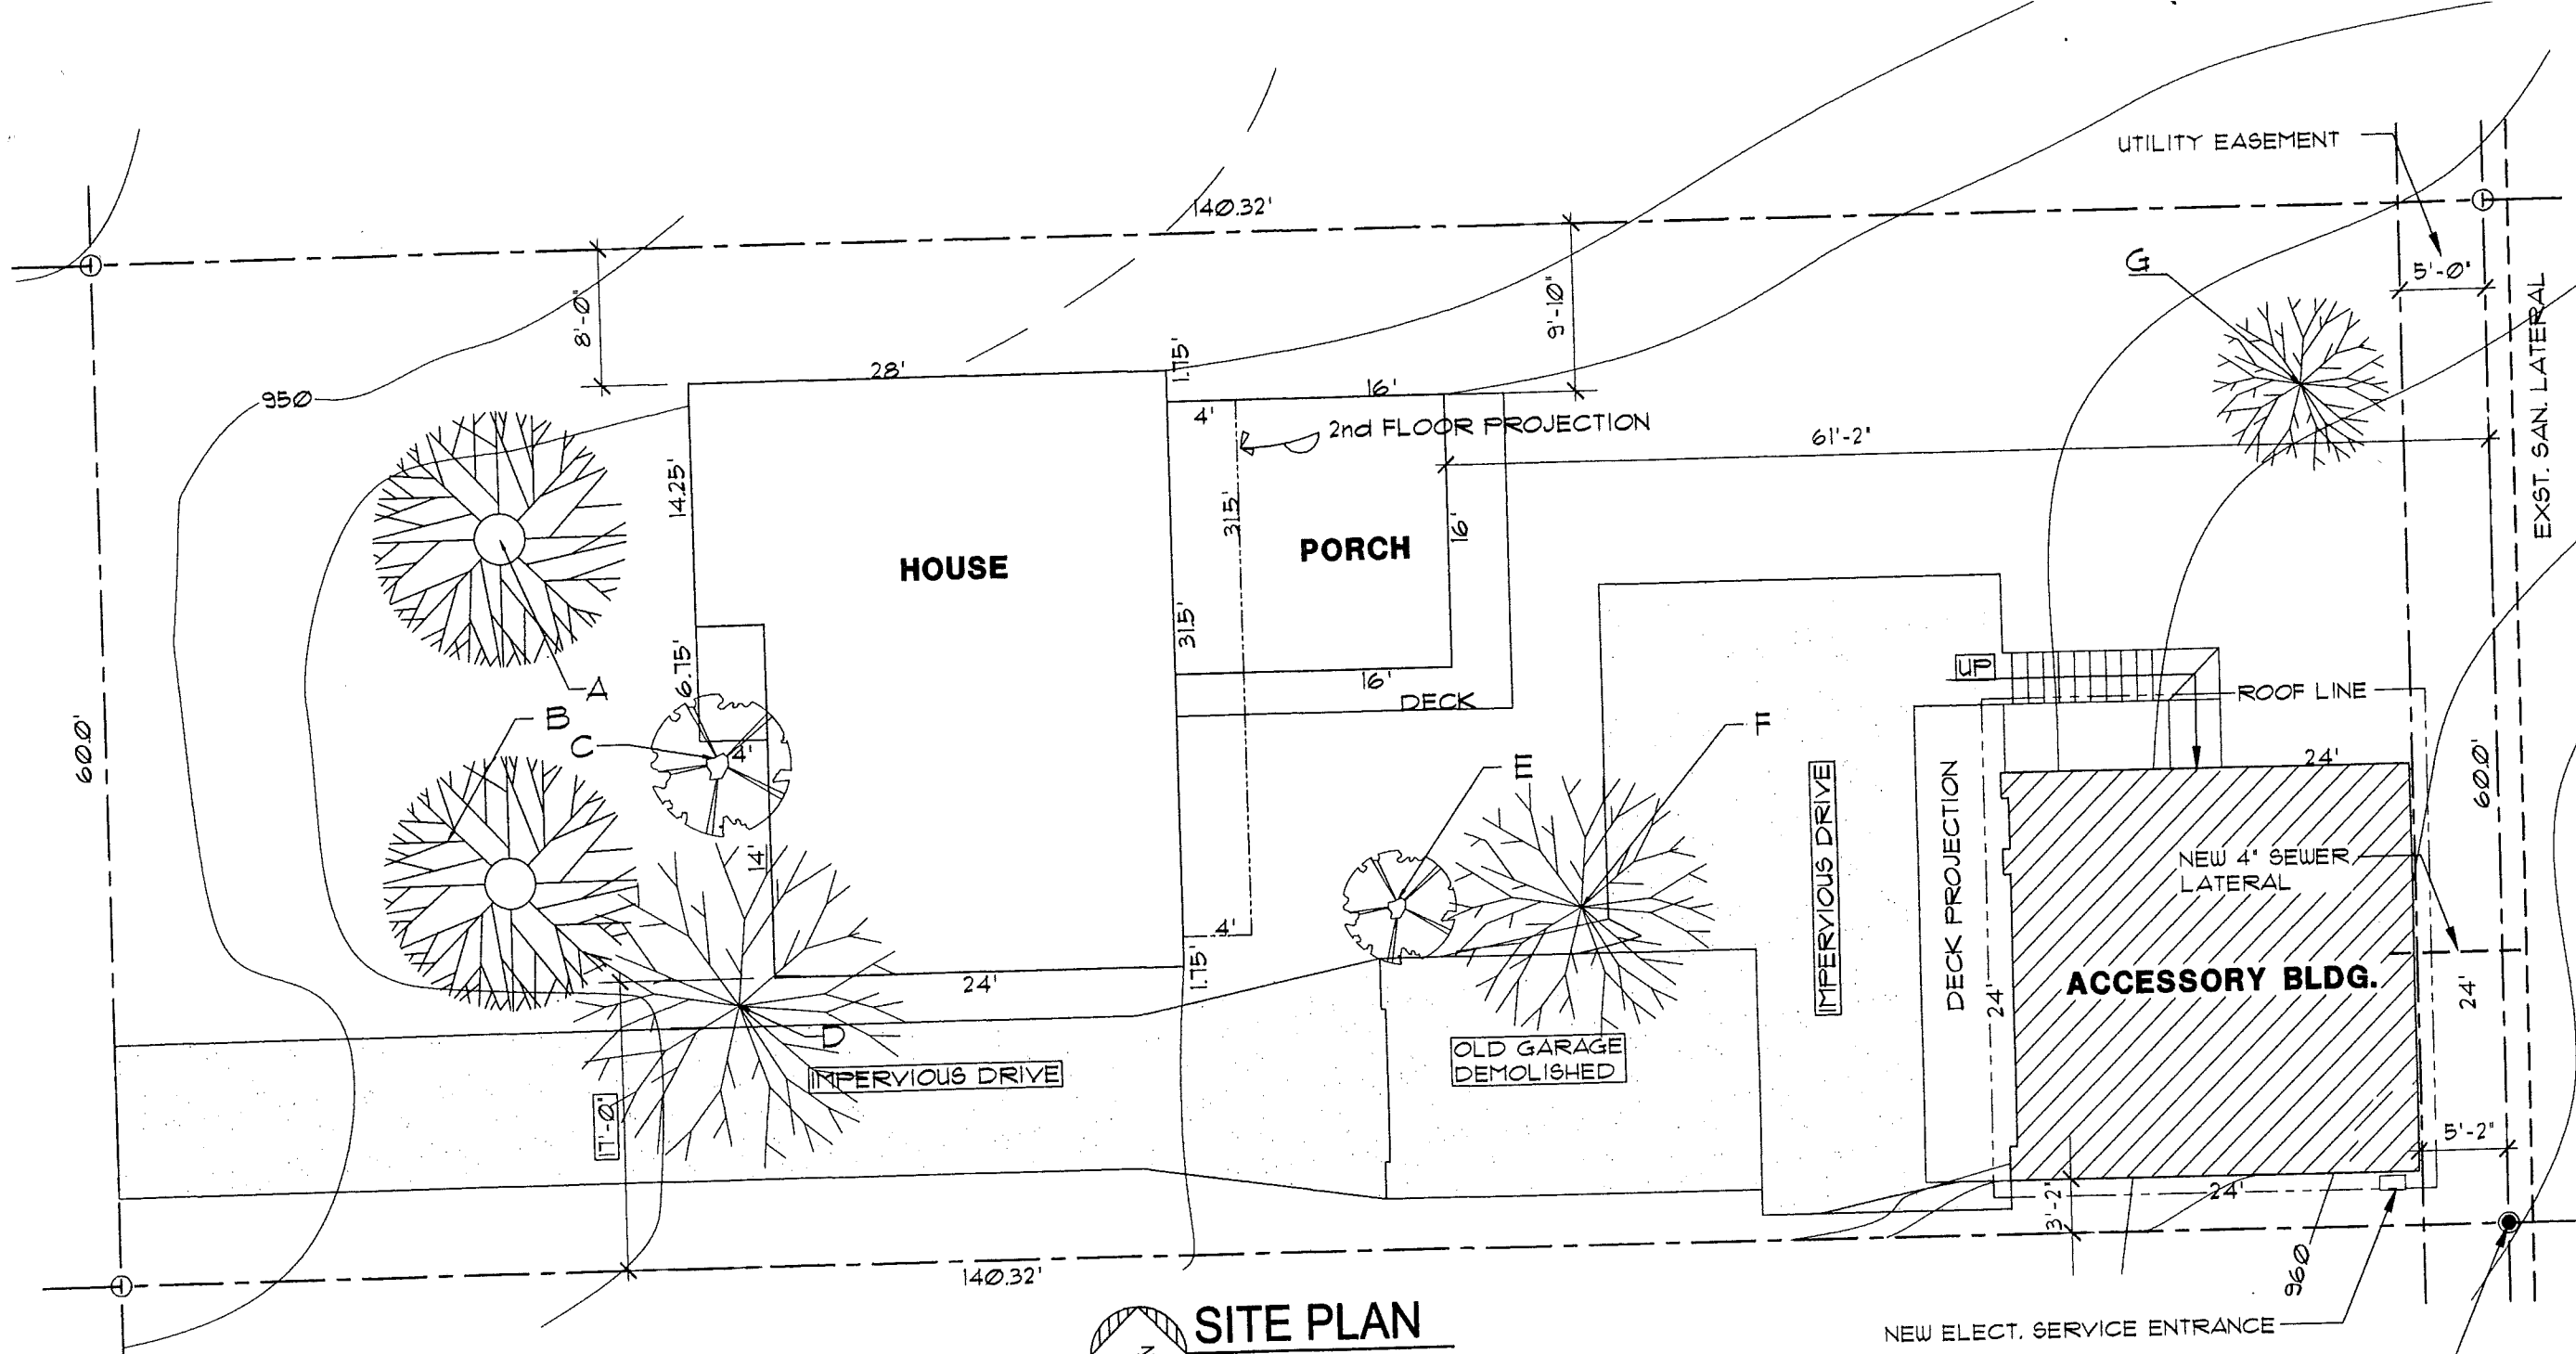 UTILITY EASEMENT
140.32'
5'-0"
G
8'-0"
9'-10"
EXST. SAN. LATERAL
28'
1.75'
16'
950
4'
2nd FLOOR PROJECTION
61'-2"
14.25'
31.5'
16'
HOUSE
PORCH
31.5'
6.75'
UP
16'
A
DECK
ROOF LINE
B
C
4'
E
F
24'
60.0'
60.0'
IMPERVIOUS DRIVE
DECK PROJECTION
14'
NEW 4" SEWER
LATERAL
4'
1.75'
24'
24'
ACCESSORY BLDG.
24'
D
OLD GARAGE
DEMOLISHED
IMPERVIOUS DRIVE
17'-0"
5'-2"
3'-2"
24'
140.32'
960
SITE PLAN
NEW ELECT. SERVICE ENTRANCE